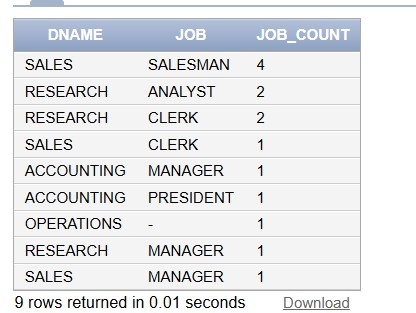 DNAME JOB JOB_COUNT
SALES SALESMAN 4
RESEARCH ANALYST 2
RESEARCH CLERK 2
SALES CLERK 1
ACCOUNTING MANAGER 1
ACCOUNTING PRESIDENT 1
OPERATIONS - 1
RESEARCH MANAGER 1
SALES MANAGER 1
9 rows returned in 0.01 seconds Download